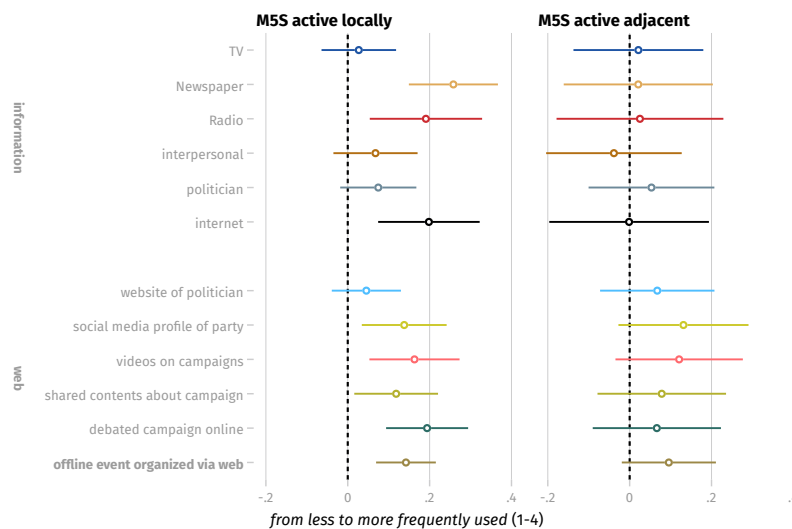 M5S active locally
M5S active adjacent
information
TV
Newspaper
Radio
interpersonal
politician
internet
web
website of politician
social media profile of party
videos on campaigns
shared contents about campaign
debated campaign online
offline event organized via web
-.2 0 .2 .4 -.2 0 .2 .
from less to more frequently used (1-4)